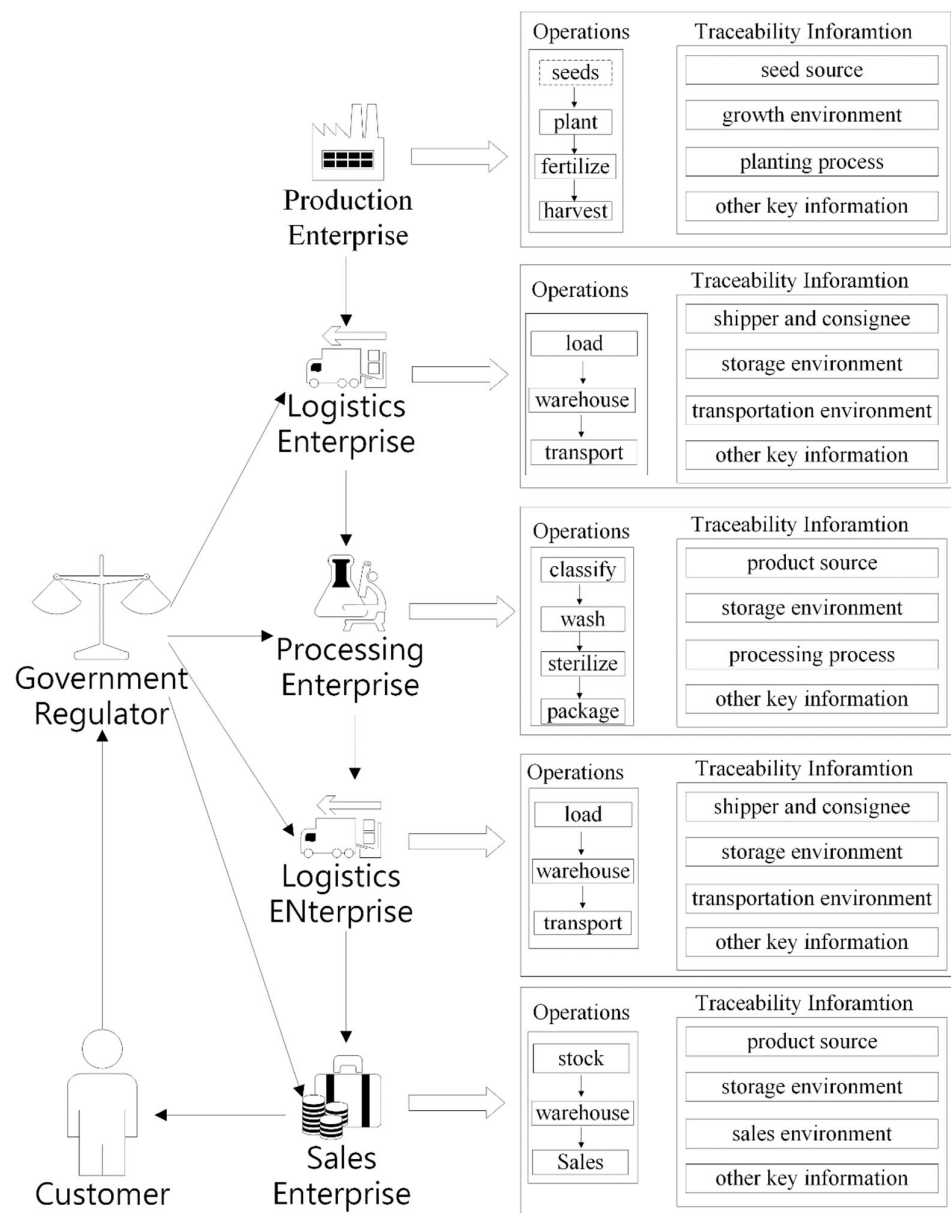 Operations
Traceability Inforamtion
seeds
plant
fertilize
harvest
seed source
growth environment
planting process
other key information
Production
Enterprise
Operations
Traceability Inforamtion
load
warehouse
transport
shipper and consignee
storage environment
transportation environment
other key information
Logistics
Enterprise
Operations
Traceability Inforamtion
classify
wash
sterilize
package
product source
storage environment
processing process
other key information
Processing
Enterprise
Government
Regulator
Operations
Traceability Inforamtion
load
warehouse
transport
shipper and consignee
storage environment
transportation environment
other key information
Logistics
ENterprise
Operations
Traceability Inforamtion
stock
warehouse
Sales
product source
storage environment
sales environment
other key information
Sales
Enterprise
Customer